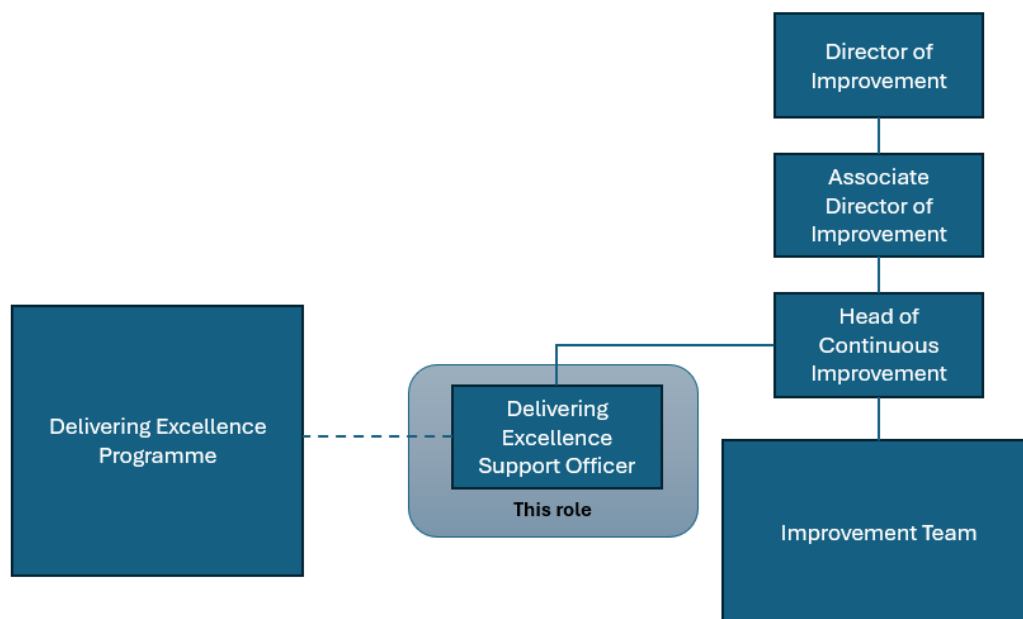 Director of
Improvement
Associate
Director of
Improvement
Head of
Continuous
Improvement
Delivering Excellence
Programme
Delivering
Excellence
Support Officer
This role
Improvement Team